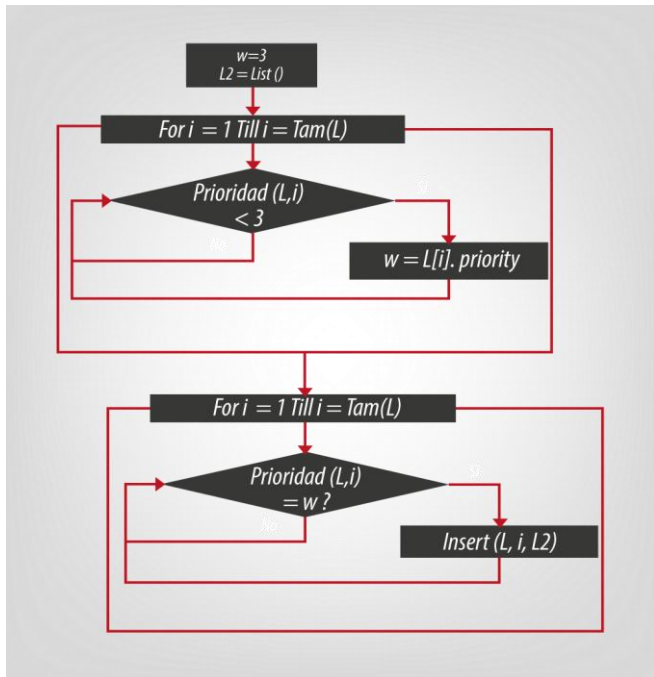 w=3
L2 = List ()
For i = 1 Till i = Tam(L)
Prioridad (L,i)
< 3
Si
No
w = L[i]. priority
For i = 1 Till i = Tam(L)
Prioridad (L,i)
= w ?
Si
No
Insert (L, i, L2)